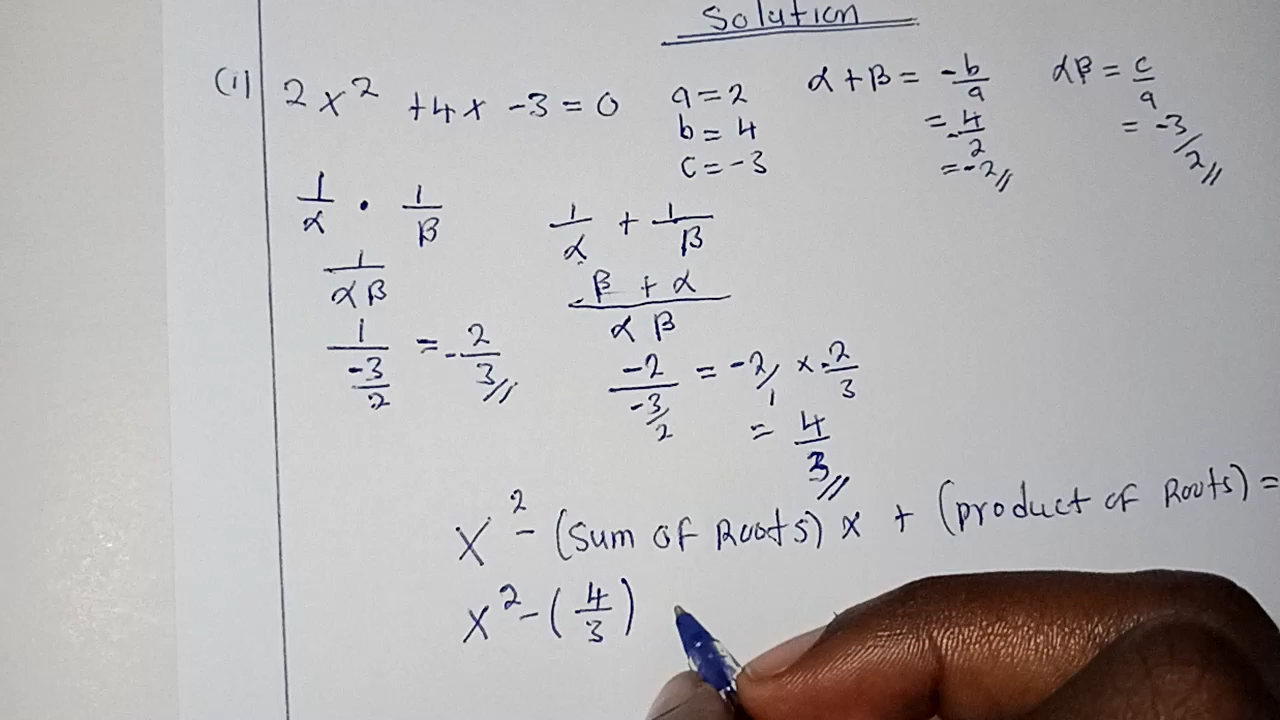 Solution
(i) 2x² + 4x - 3 = 0
a = 2
b = 4
c = -3
α + β = -b/a
= -4/2
= -2//
αβ = c/a
= -3/2//
1/α · 1/β
1/αβ
1/(-3/2) = -2/3//
1/α + 1/β
(β + α)/(αβ)
-2/(-3/2) = -2/1 × -2/3
= 4/3//
x² - (Sum of Roots) x + (product of Roots) =
x² - (4/3)